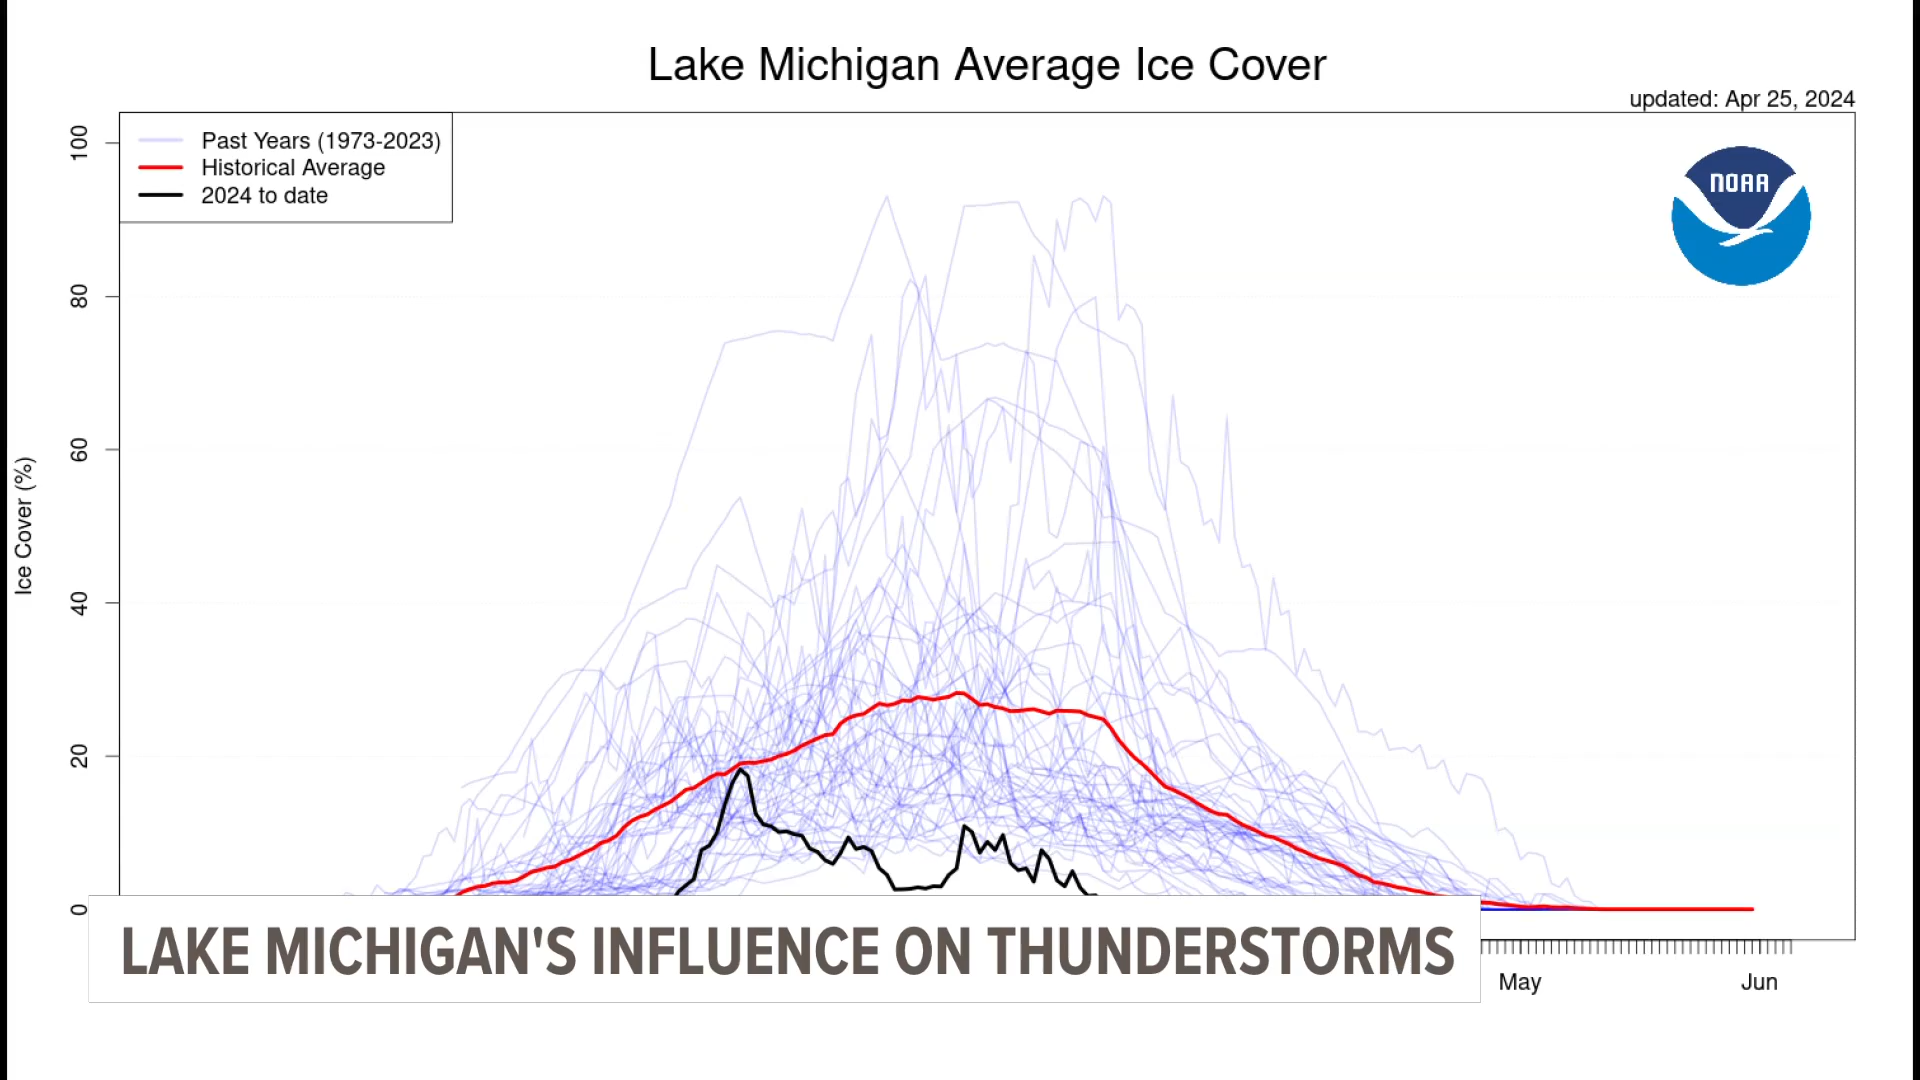 Lake Michigan Average Ice Cover
updated: Apr 25, 2024
Past Years (1973-2023)
Historical Average
2024 to date
NOAA
100
80
60
40
20
0
Ice Cover (%)
May
Jun
LAKE MICHIGAN'S INFLUENCE ON THUNDERSTORMS